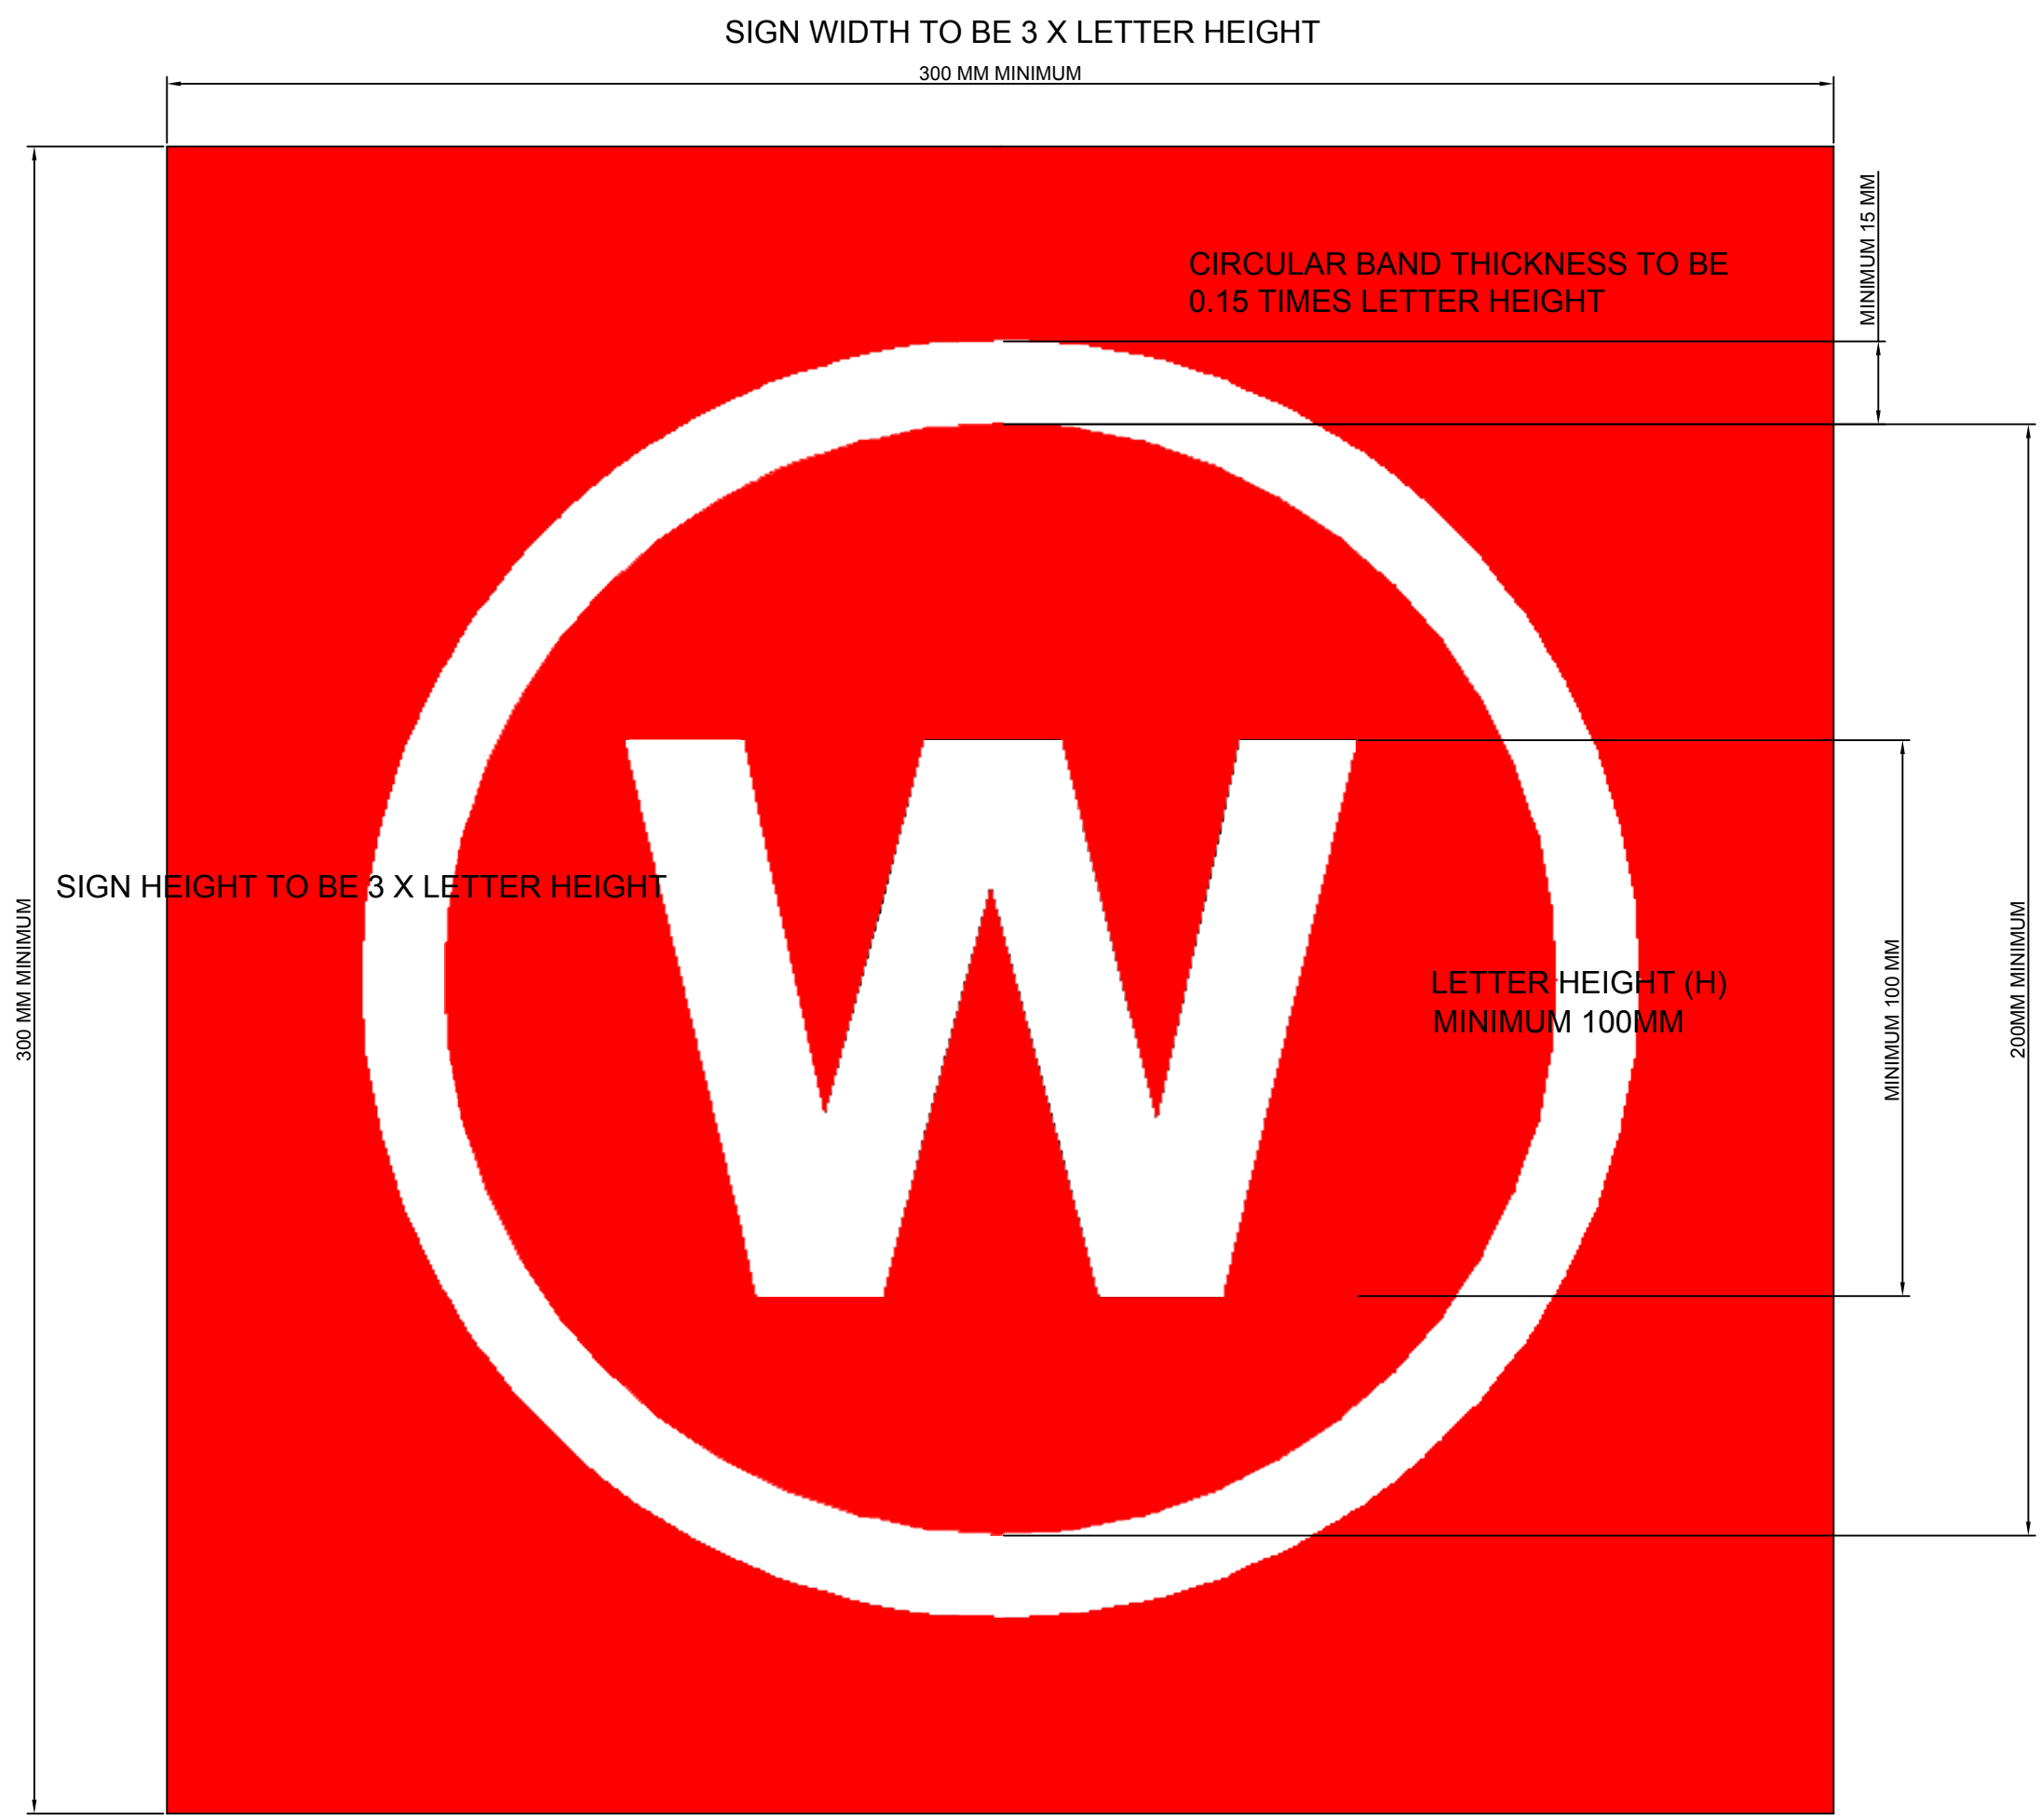 SIGN WIDTH TO BE 3 X LETTER HEIGHT
300 MM MINIMUM
MINIMUM 15 MM
CIRCULAR BAND THICKNESS TO BE
0.15 TIMES LETTER HEIGHT
W
SIGN HEIGHT TO BE 3 X LETTER HEIGHT
300 MM MINIMUM
LETTER HEIGHT (H)
MINIMUM 100MM
MINIMUM 100 MM
200MM MINIMUM